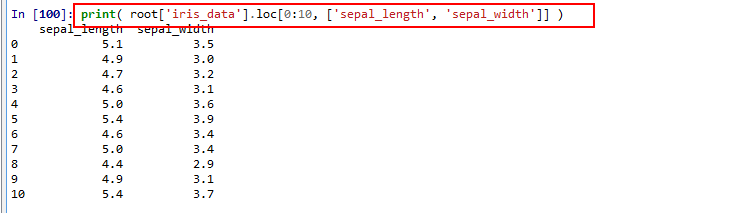 In [100]: print( root['iris_data'].loc[0:10, ['sepal_length', 'sepal_width']] )
sepal_length sepal_width
0 5.1 3.5
1 4.9 3.0
2 4.7 3.2
3 4.6 3.1
4 5.0 3.6
5 5.4 3.9
6 4.6 3.4
7 5.0 3.4
8 4.4 2.9
9 4.9 3.1
10 5.4 3.7